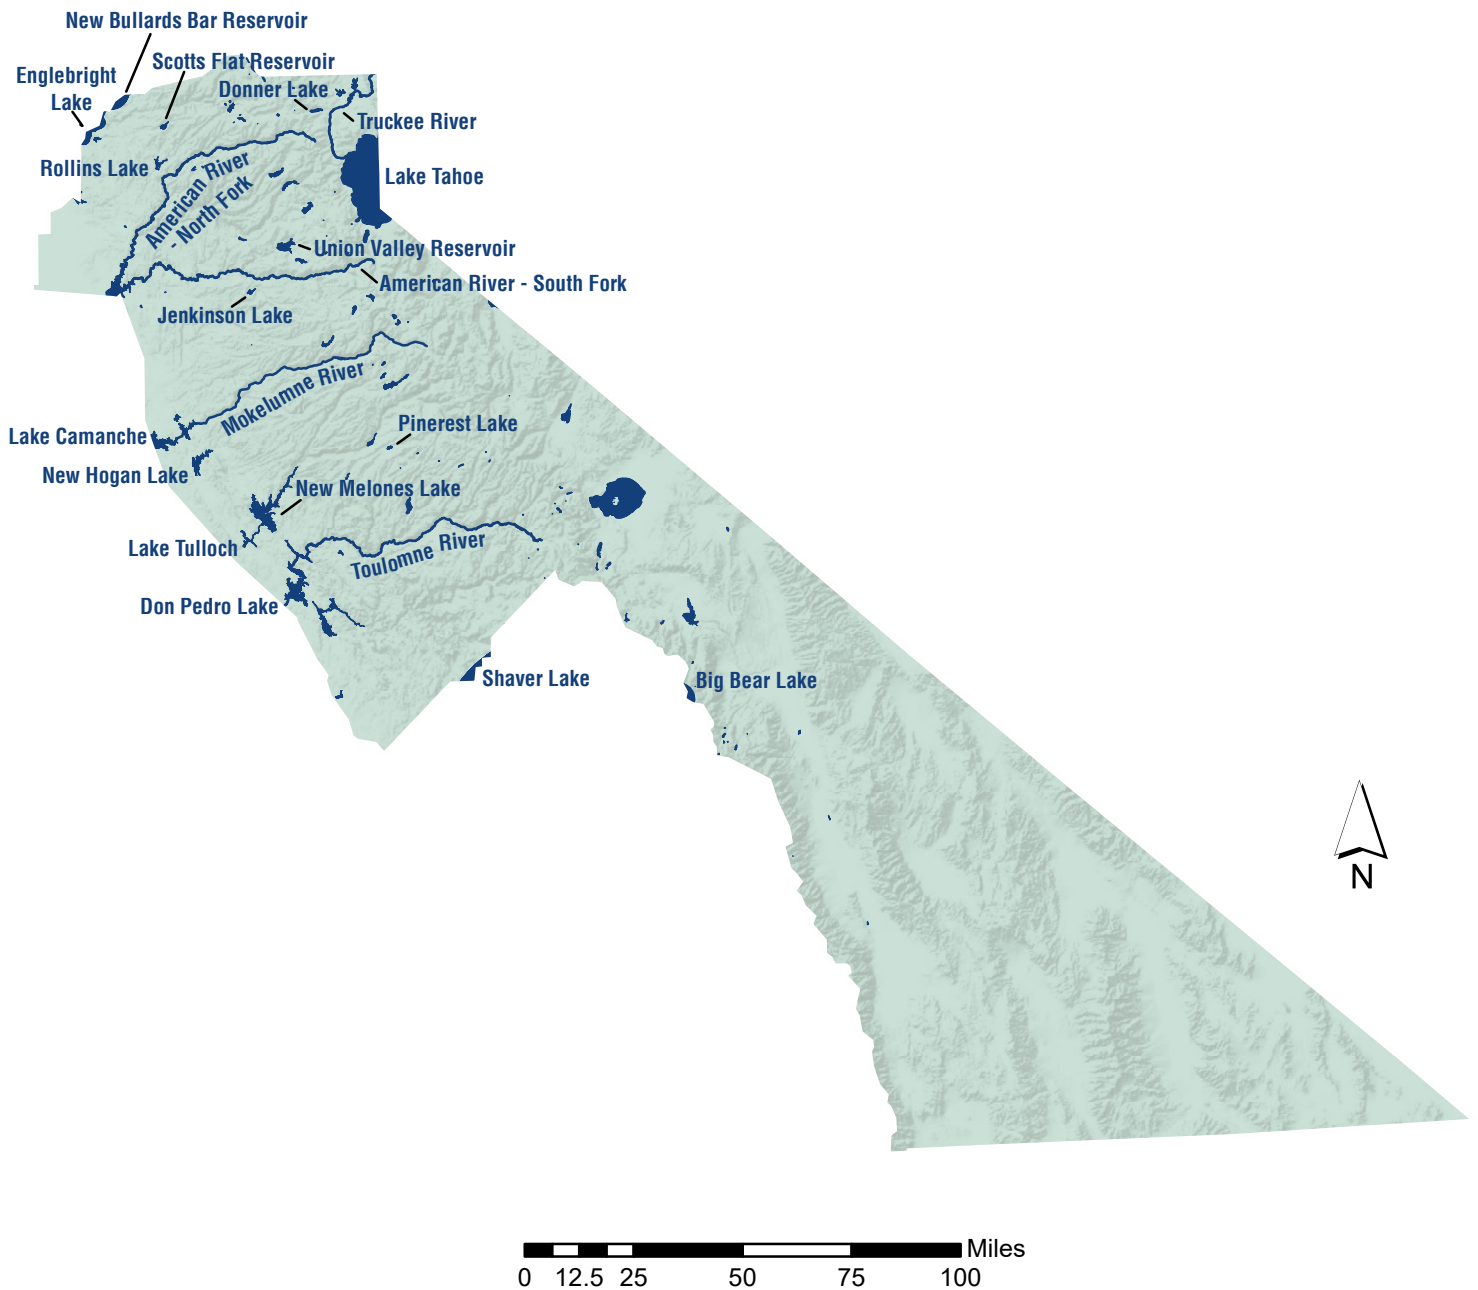 New Bullards Bar Reservoir
Scotts Flat Reservoir
Englebright
Lake
Donner Lake
Truckee River
Rollins Lake
American River
- North Fork
Lake Tahoe
Union Valley Reservoir
American River - South Fork
Jenkinson Lake
Mokelumne River
Pinerest Lake
Lake Camanche
New Hogan Lake
New Melones Lake
Lake Tulloch
Toulomne River
Don Pedro Lake
Shaver Lake
Big Bear Lake
N
Miles
0 12.5 25 50 75 100